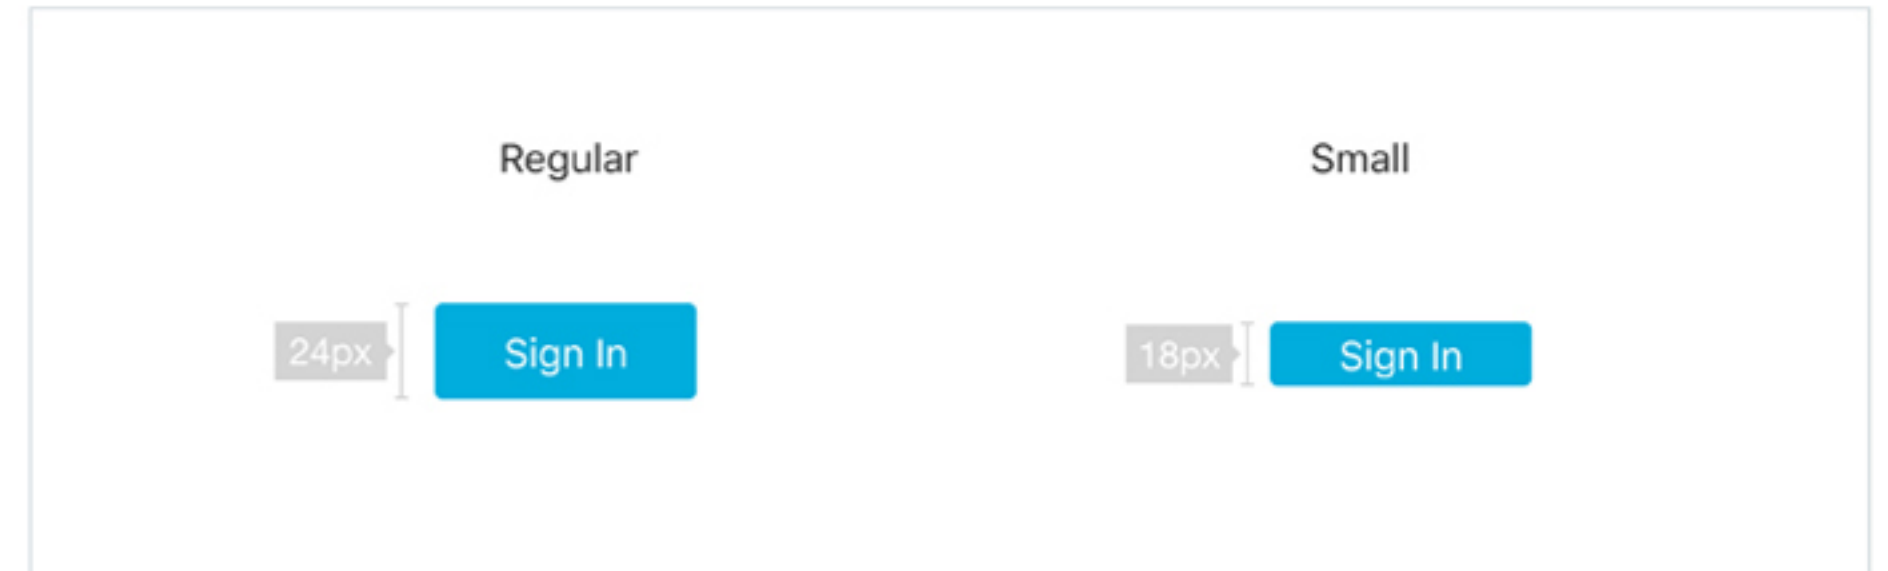 Regular
Small
24px
Sign In
18px
Sign In